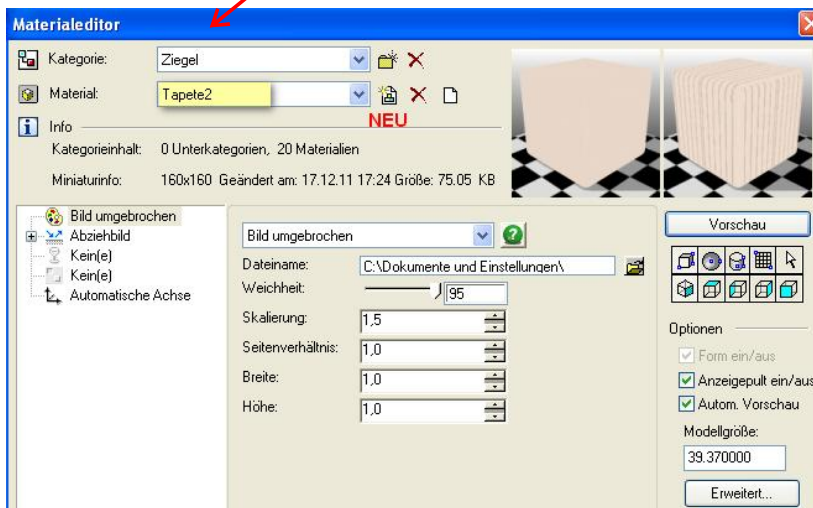 Materialeditor
Kategorie: Ziegel
Material: Tapete2
NEU
Info
Kategorieinhalt: 0 Unterkategorien, 20 Materialien
Miniaturinfo: 160x160 Geändert am: 17.12.11 17:24 Größe: 75.05 KB
Bild umgebrochen
Abziehbild
Kein(e)
Kein(e)
Automatische Achse
Bild umgebrochen
Dateiname: C:\Dokumente und Einstellungen\
Weichheit: 95
Skalierung: 1,5
Seitenverhältnis: 1,0
Breite: 1,0
Höhe: 1,0
Vorschau
Optionen
Form ein/aus
Anzeigepult ein/aus
Autom. Vorschau
Modellgröße:
39.370000
Erweitert...